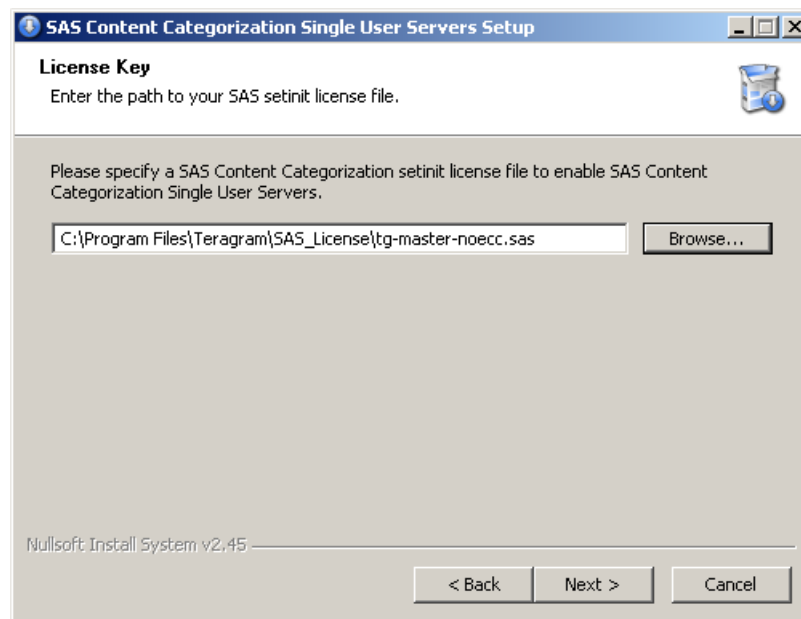 SAS Content Categorization Single User Servers Setup
License Key
Enter the path to your SAS setinit license file.
Please specify a SAS Content Categorization setinit license file to enable SAS Content
Categorization Single User Servers.
C:\Program Files\Teragram\SAS_License\tg-master-noecc.sas
Browse...
Nullsoft Install System v2.45
< Back
Next >
Cancel